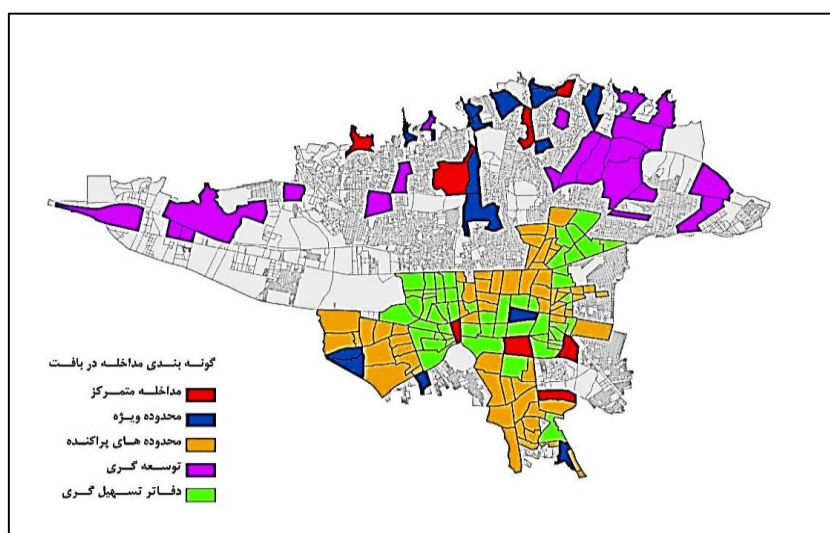 گونه بندی مداخله در بافت
مداخله متمرکز
محدوده ویژه
محدوده های پراکنده
توسعه گری
دفاتر تسهیل گری